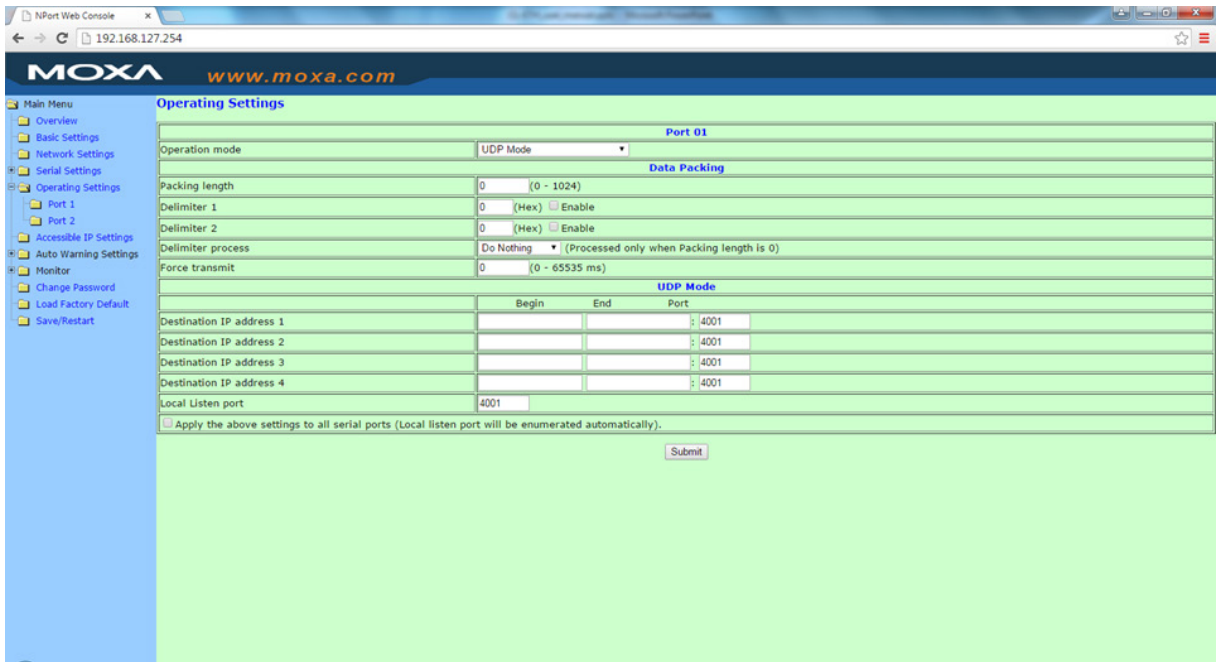 NPort Web Console
192.168.127.254
MOXA www.moxa.com
Main Menu
Overview
Basic Settings
Network Settings
Serial Settings
Operating Settings
Port 1
Port 2
Accessible IP Settings
Auto Warning Settings
Monitor
Change Password
Load Factory Default
Save/Restart
Operating Settings
Port 01
Operation mode UDP Mode
Data Packing
Packing length 0 (0 - 1024)
Delimiter 1 0 (Hex) Enable
Delimiter 2 0 (Hex) Enable
Delimiter process Do Nothing (Processed only when Packing length is 0)
Force transmit 0 (0 - 65535 ms)
UDP Mode
Begin End Port
Destination IP address 1 : 4001
Destination IP address 2 : 4001
Destination IP address 3 : 4001
Destination IP address 4 : 4001
Local Listen port 4001
Apply the above settings to all serial ports (Local listen port will be enumerated automatically).
Submit